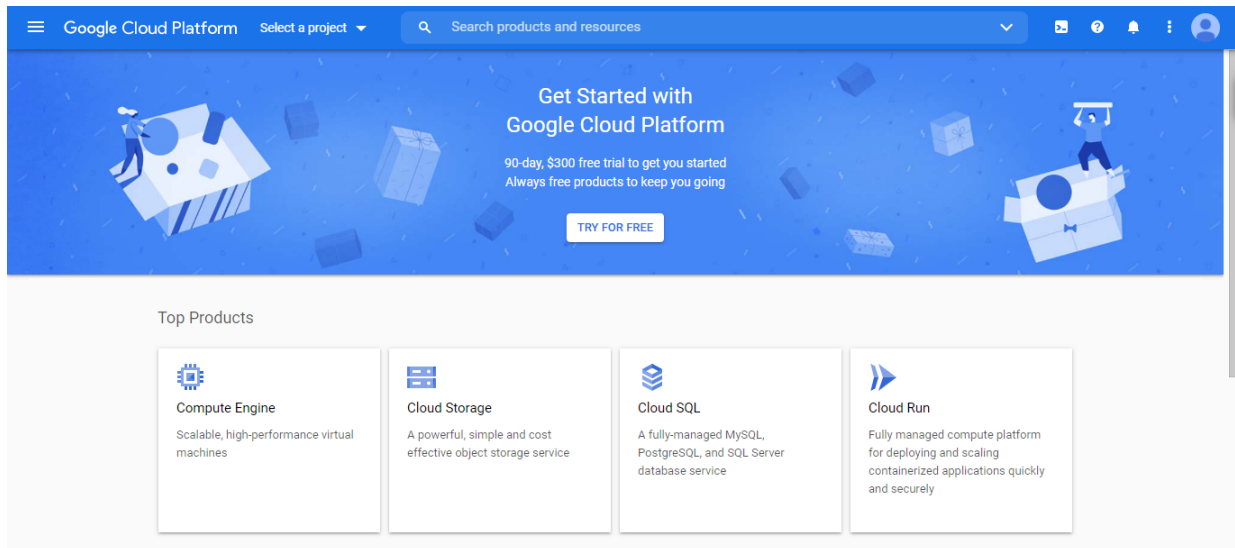 Google Cloud Platform
Select a project
Search products and resources
Get Started with
Google Cloud Platform
90-day, $300 free trial to get you started
Always free products to keep you going
TRY FOR FREE
Top Products
Compute Engine
Scalable, high-performance virtual
machines
Cloud Storage
A powerful, simple and cost
effective object storage service
Cloud SQL
A fully-managed MySQL,
PostgreSQL, and SQL Server
database service
Cloud Run
Fully managed compute platform
for deploying and scaling
containerized applications quickly
and securely